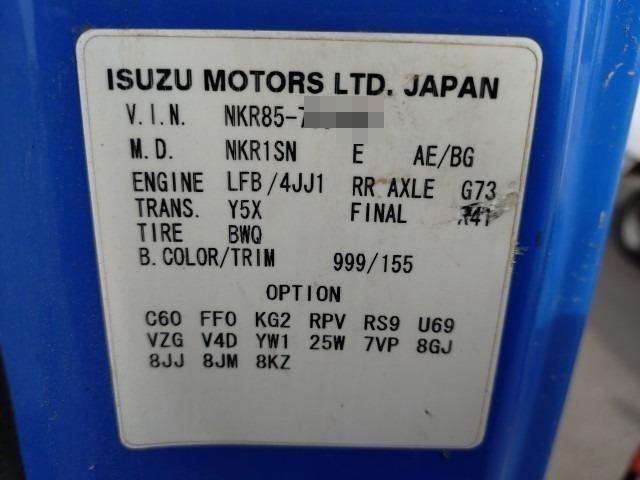 ISUZU MOTORS LTD. JAPAN
V.I.N. NKR85-7
M.D. NKR1SN E AE/BG
ENGINE LFB/4JJ1 RR AXLE G73
TRANS. Y5X FINAL
TIRE BWQ
B.COLOR/TRIM 999/155
OPTION
C60 FF0 KG2 RPV RS9 U69
VZG V4D YW1 25W 7VP 8GJ
8JJ 8JM 8KZ